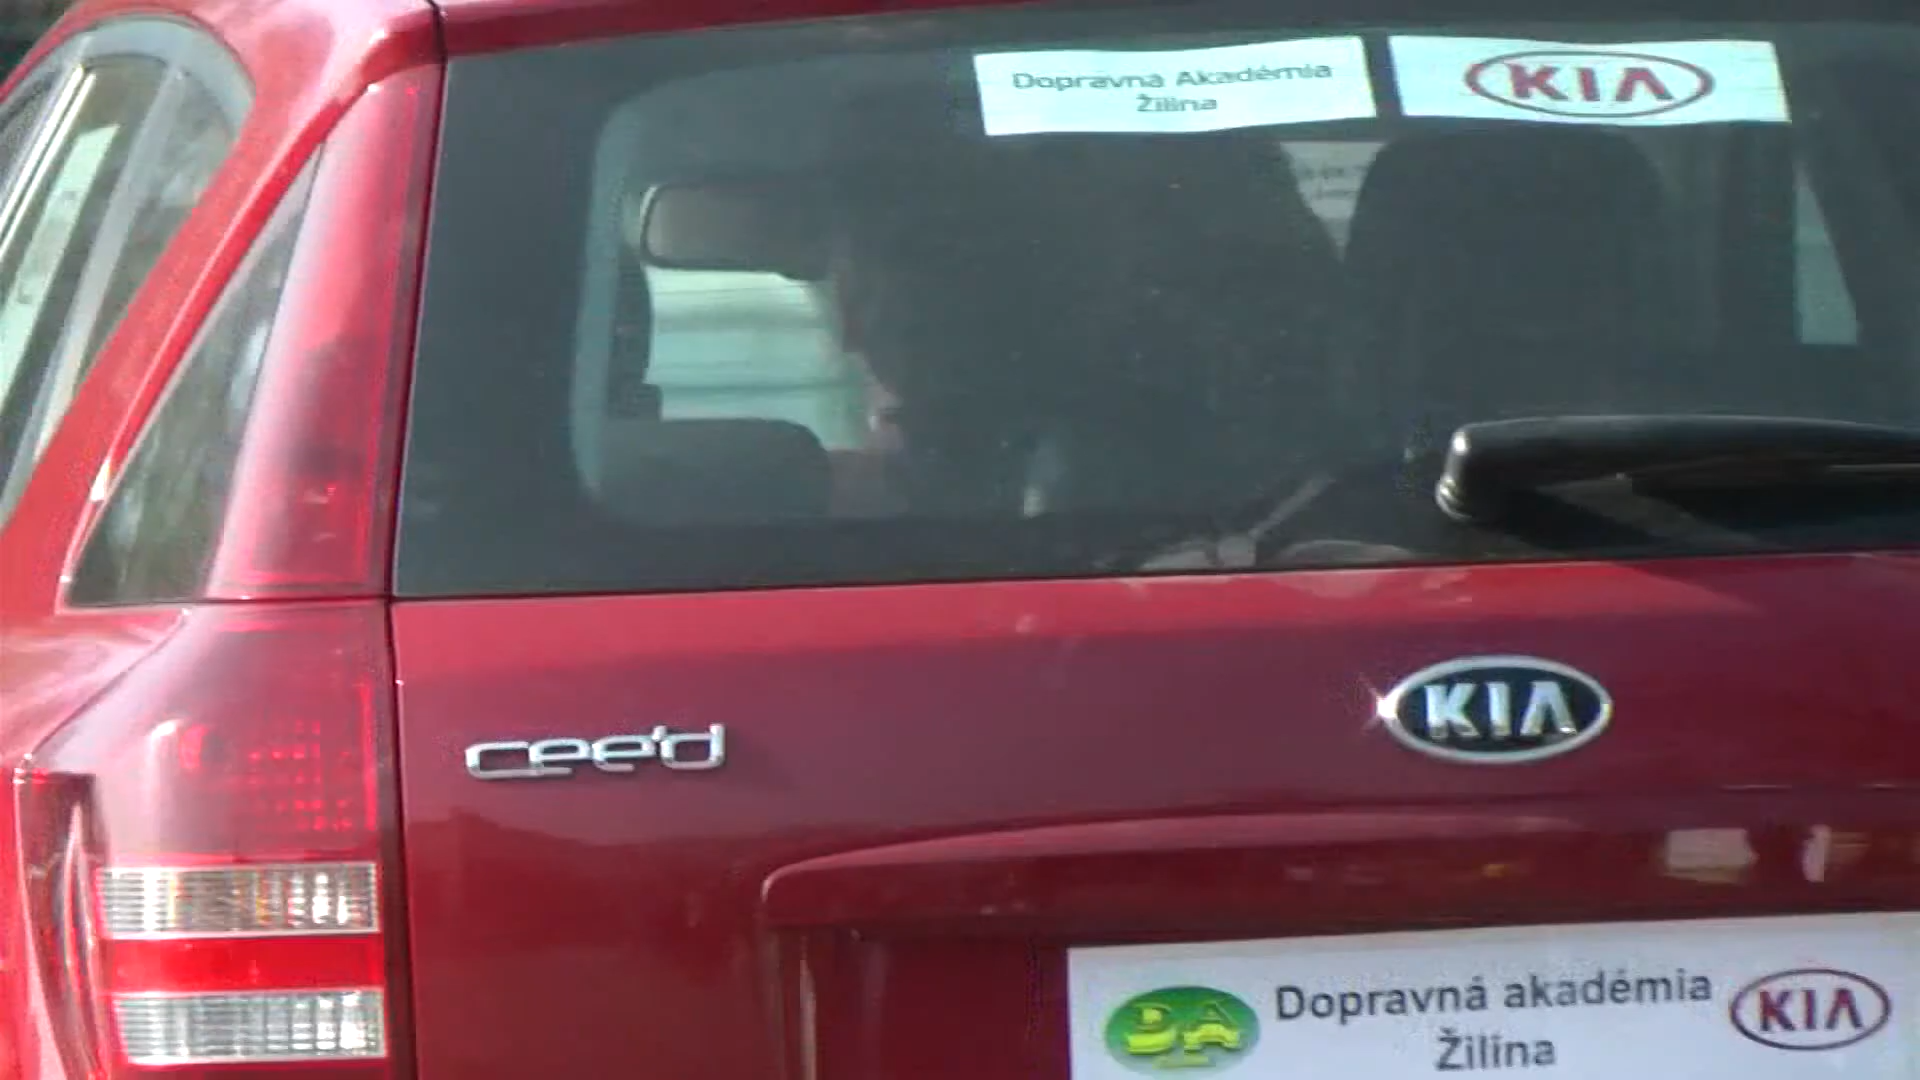 Dopravná Akadémia
Žilina
KIA
cee'd
KIA
DA
Dopravná akadémia
Žilina
KIA